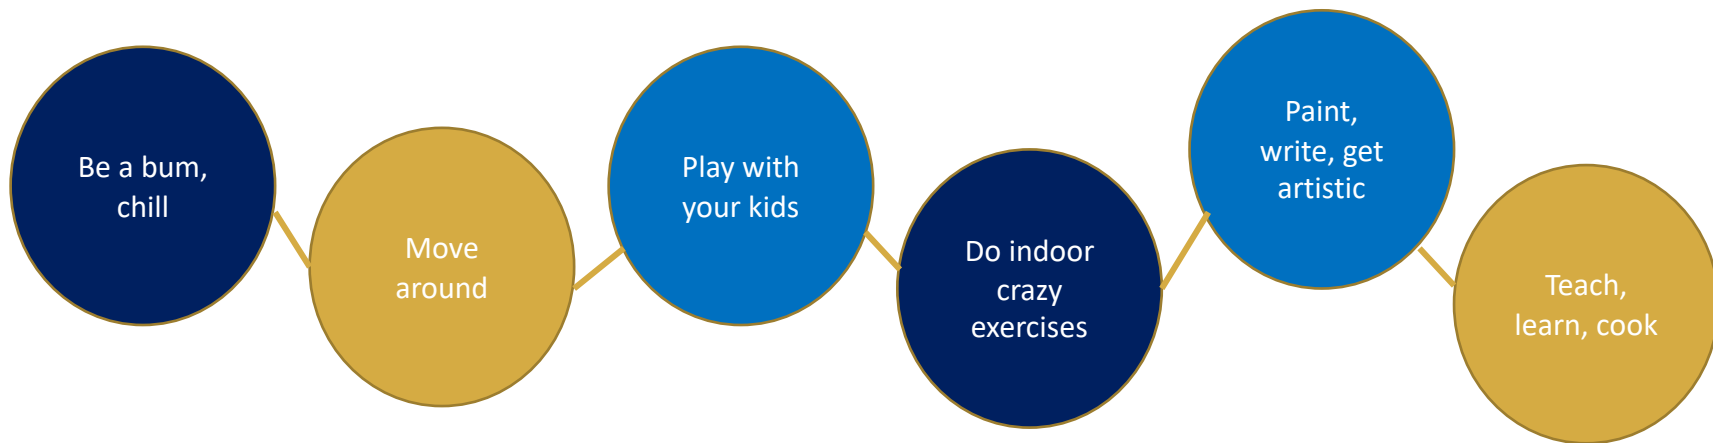 Be a bum,
chill
Move
around
Play with
your kids
Do indoor
crazy
exercises
Paint,
write, get
artistic
Teach,
learn, cook